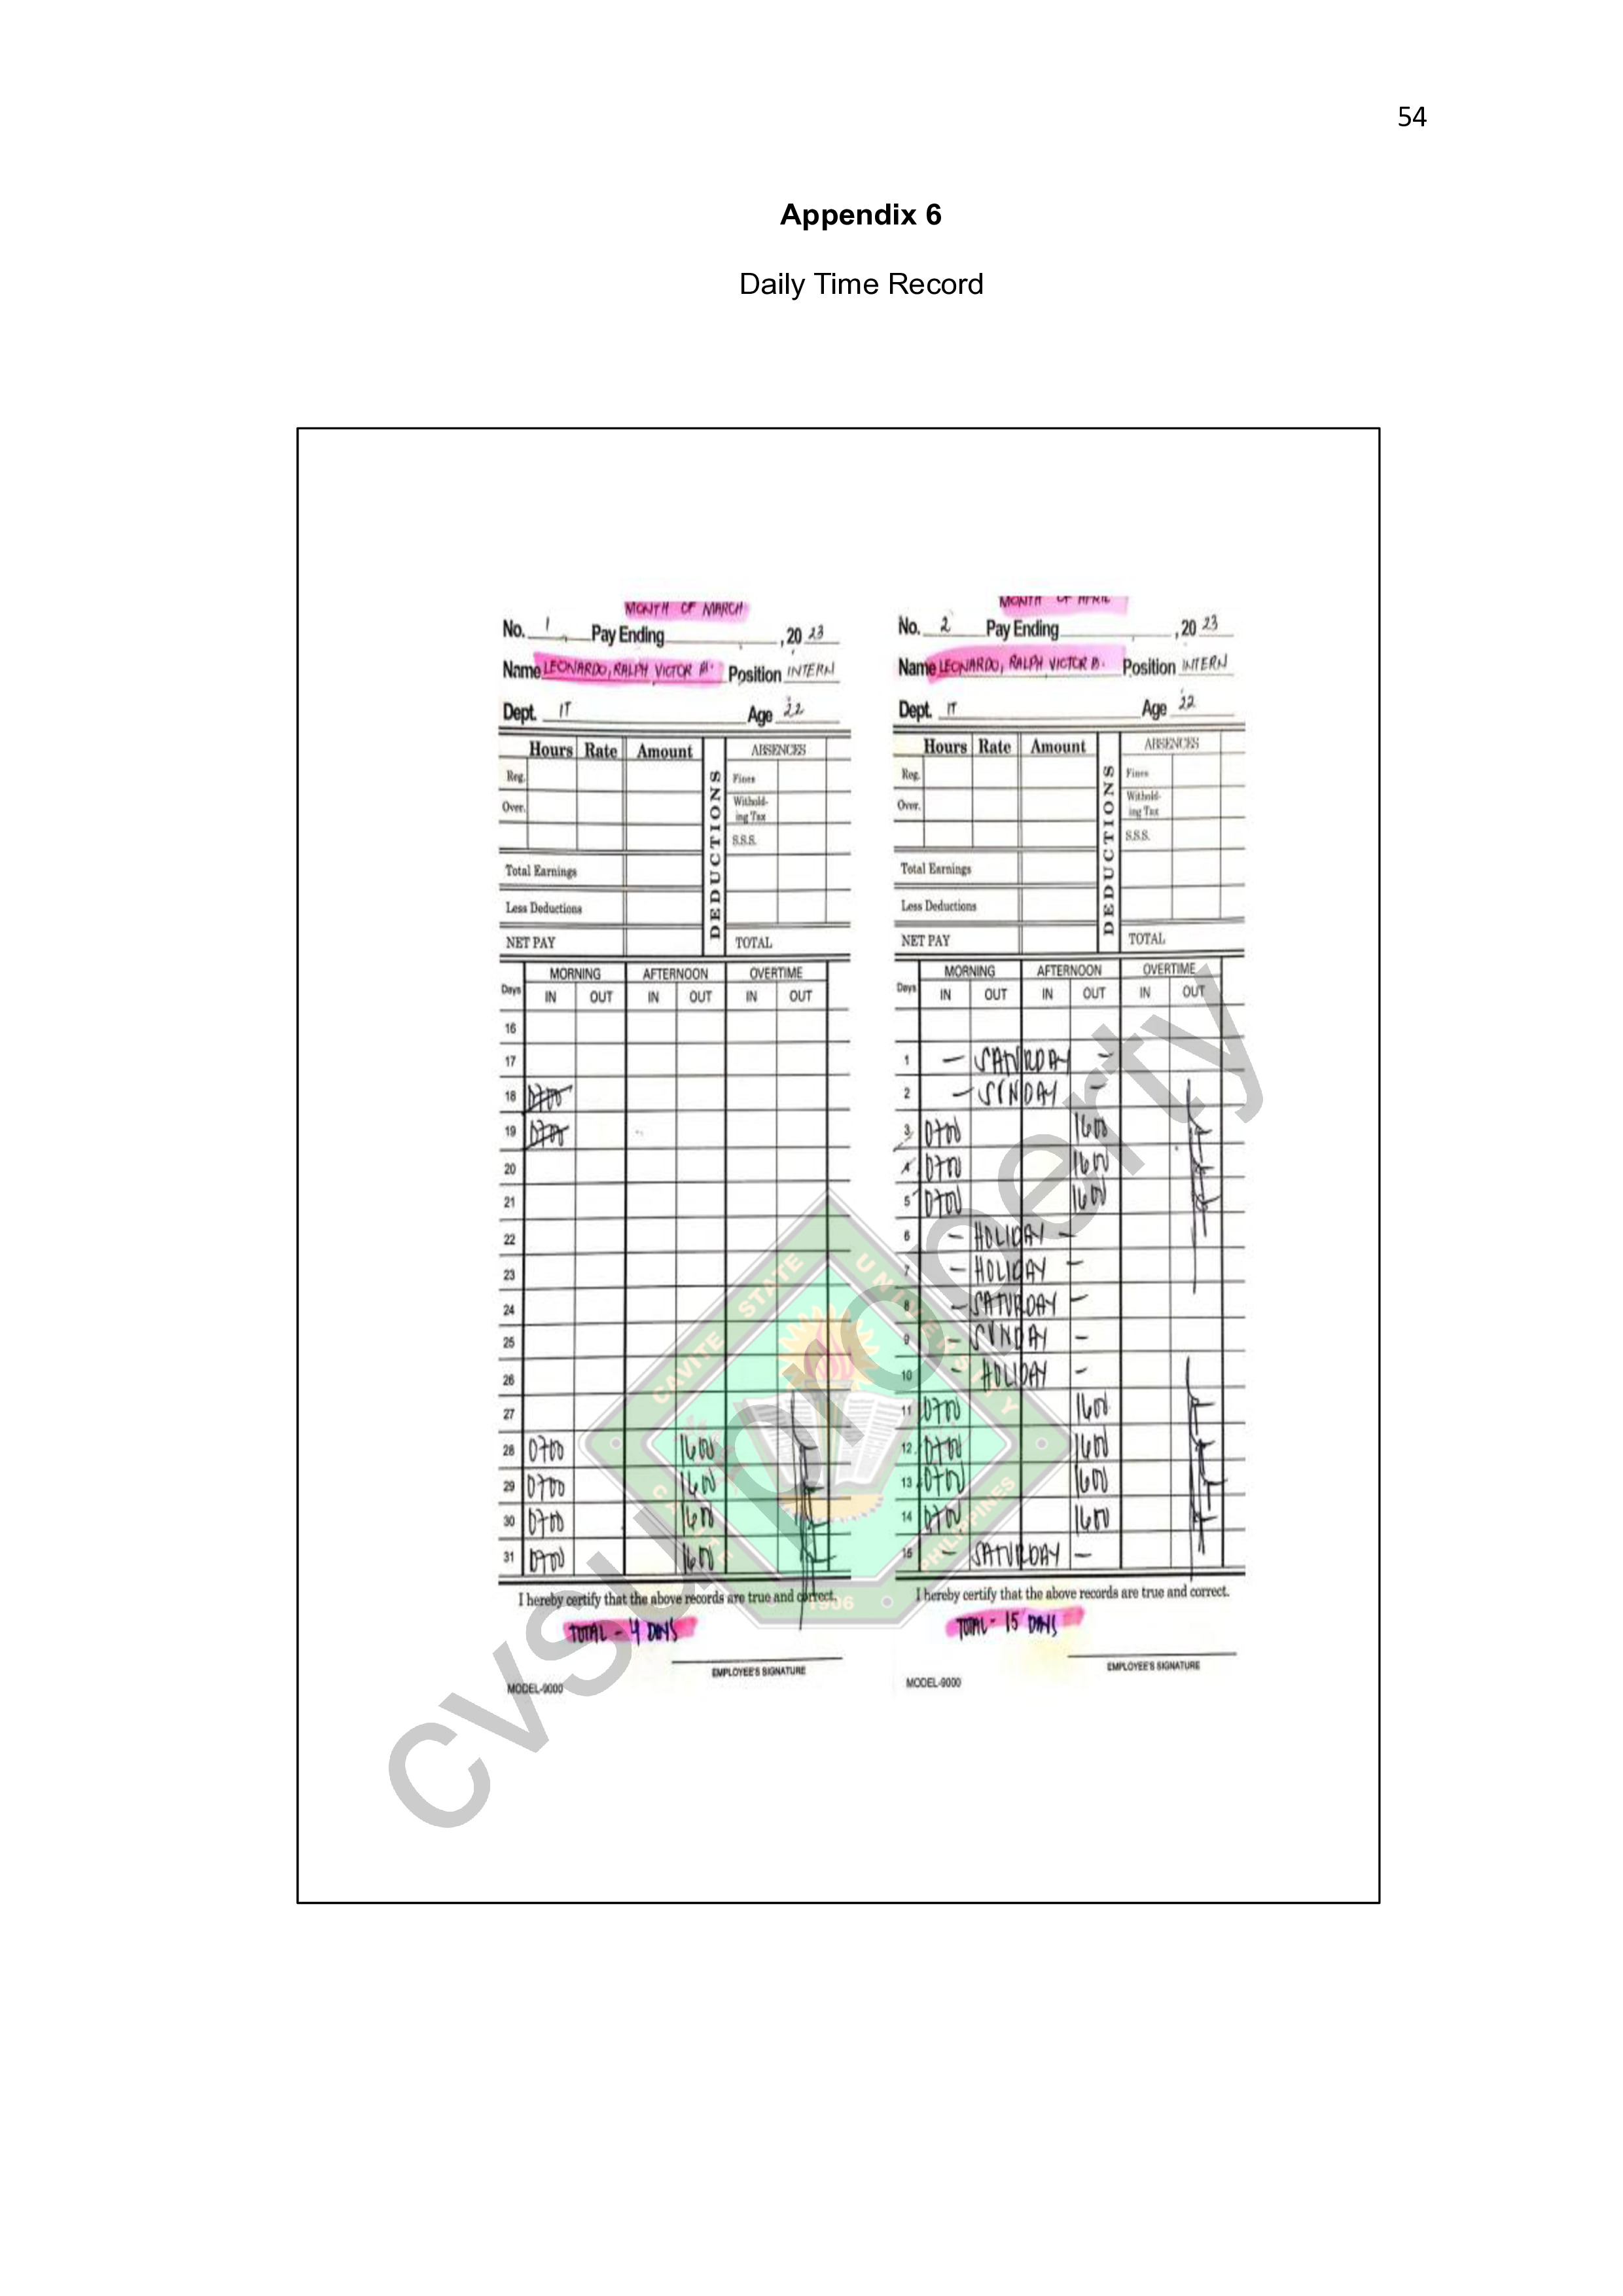 54
Appendix 6
Daily Time Record
MONTH OF MARCH
No. 1 Pay Ending , 20 23
Name LEONARDO, RALPH VICTOR B. Position INTERN
Dept. IT Age 22
Hours Rate Amount DEDUCTIONS ABSENCES
Reg. Fines
Over. Withold-
ing Tax
S.S.S.
Total Earnings
Less Deductions
NET PAY TOTAL
Days MORNING AFTERNOON OVERTIME
IN OUT IN OUT IN OUT
16
17
18 0700
19 0700
20
21
22
23
24
25
26
27
28 0700 1600
29 0700 1600
30 0700 1600
31 0700 1600
I hereby certify that the above records are true and correct.
TOTAL - 4 DAYS
EMPLOYEE'S SIGNATURE
MODEL-9000
MONTH OF APRIL
No. 2 Pay Ending , 20 23
Name LEONARDO, RALPH VICTOR B. Position INTERN
Dept. IT Age 22
Hours Rate Amount DEDUCTIONS ABSENCES
Reg. Fines
Over. Withold-
ing Tax
S.S.S.
Total Earnings
Less Deductions
NET PAY TOTAL
Days MORNING AFTERNOON OVERTIME
IN OUT IN OUT IN OUT
1 - SATURDAY -
2 - SUNDAY -
3 0700 1600
4 0700 1600
5 0700 1600
6 - HOLIDAY -
7 - HOLIDAY -
8 - SATURDAY -
9 - SUNDAY -
10 - HOLIDAY -
11 0700 1600
12 0700 1600
13 0700 1600
14 0700 1600
15 - SATURDAY -
I hereby certify that the above records are true and correct.
TOTAL - 15 DAYS
EMPLOYEE'S SIGNATURE
MODEL-9000
CAVITE STATE UNIVERSITY
CAVITE PHILIPPINES
1906
cvsu property